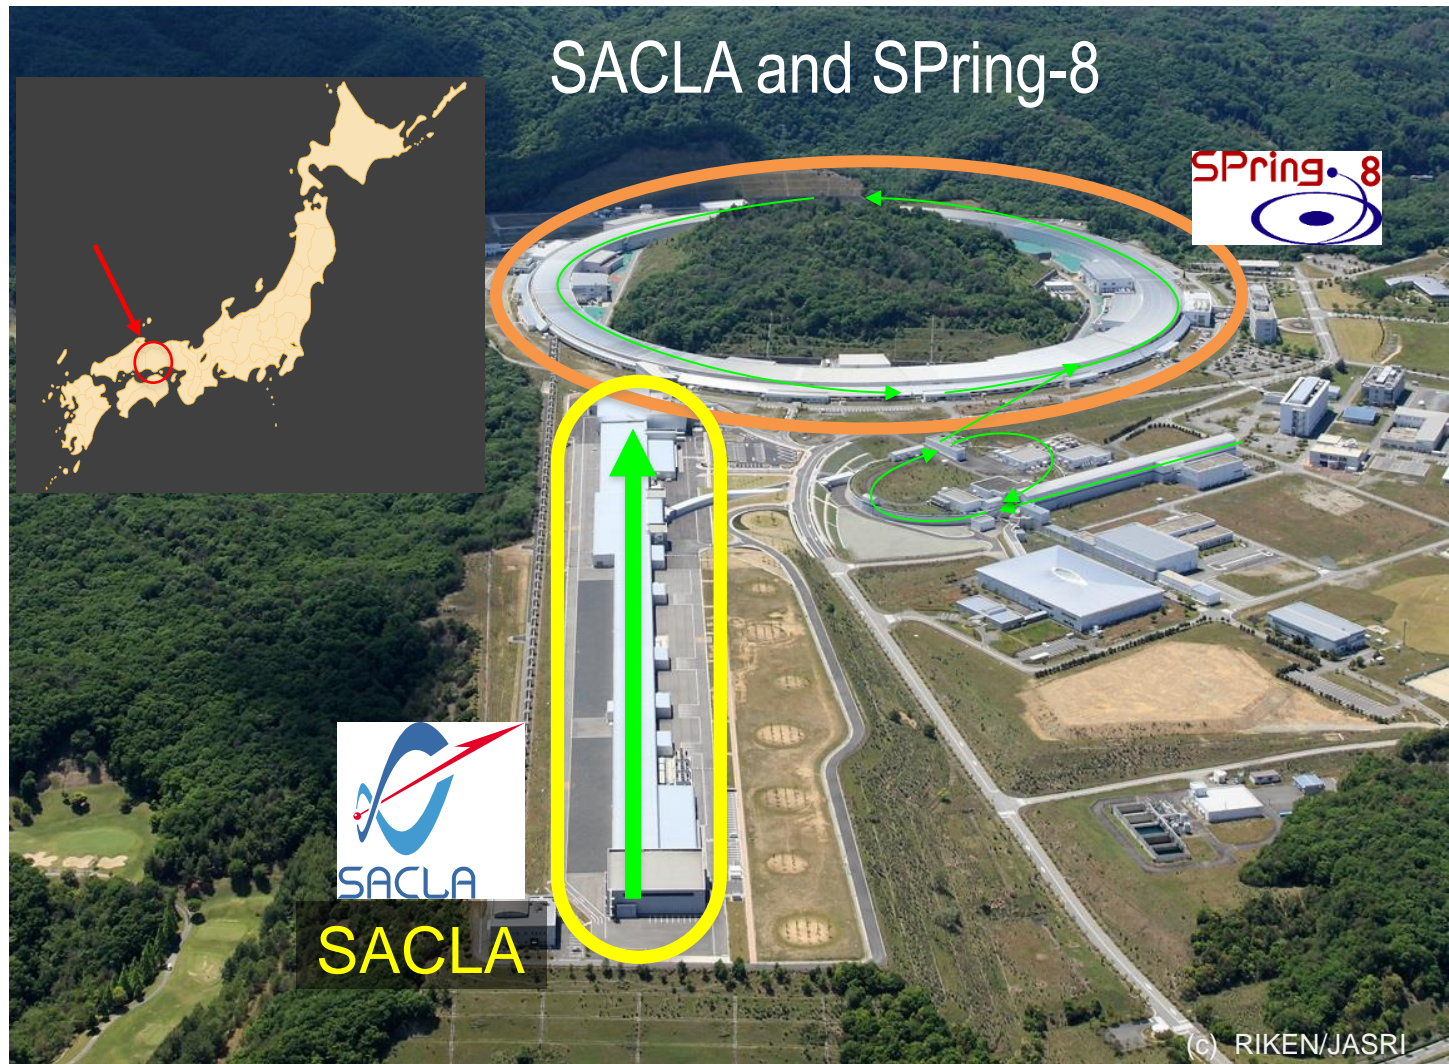 SACLA and SPring-8
SPring-8
SACLA
SACLA
(c) RIKEN/JASRI